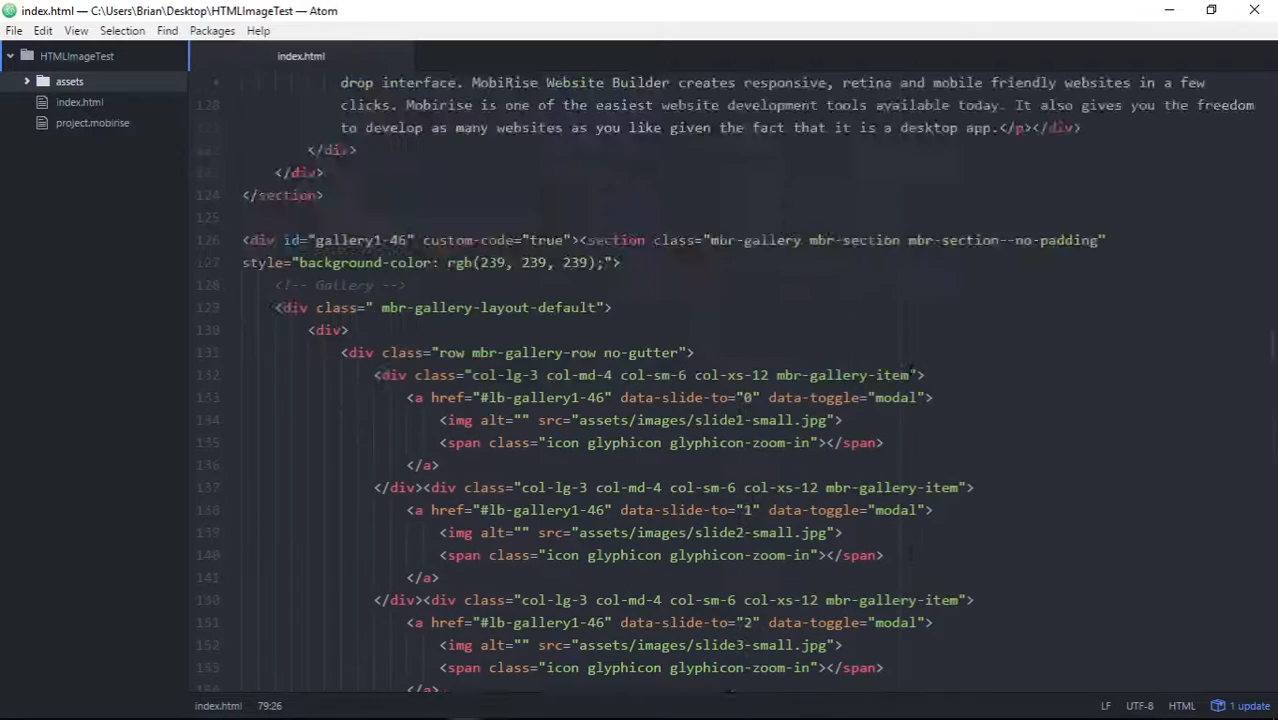 index.html — C:\Users\Brian\Desktop\HTMLImageTest — Atom
File Edit View Selection Find Packages Help
HTMLImageTest
assets
index.html
project.mobirise
index.html
drop interface. MobiRise Website Builder creates responsive, retina and mobile friendly websites in a few
clicks. Mobirise is one of the easiest website development tools available today. It also gives you the freedom
to develop as many websites as you like given the fact that it is a desktop app.</p></div>
</div>
</div>
124 </section>
125
126 <div id="gallery1-46" custom-code="true"><section class="mbr-gallery mbr-section mbr-section--no-padding"
style="background-color: rgb(239, 239, 239);">
<!-- Gallery -->
129 <div class=" mbr-gallery-layout-default">
130 <div>
131 <div class="row mbr-gallery-row no-gutter">
132 <div class="col-lg-3 col-md-4 col-sm-6 col-xs-12 mbr-gallery-item">
133 <a href="#lb-gallery1-46" data-slide-to="0" data-toggle="modal">
134 <img alt="" src="assets/images/slide1-small.jpg">
135 <span class="icon glyphicon glyphicon-zoom-in"></span>
136 </a>
137 </div><div class="col-lg-3 col-md-4 col-sm-6 col-xs-12 mbr-gallery-item">
138 <a href="#lb-gallery1-46" data-slide-to="1" data-toggle="modal">
<img alt="" src="assets/images/slide2-small.jpg">
<span class="icon glyphicon glyphicon-zoom-in"></span>
141 </a>
</div><div class="col-lg-3 col-md-4 col-sm-6 col-xs-12 mbr-gallery-item">
151 <a href="#lb-gallery1-46" data-slide-to="2" data-toggle="modal">
<img alt="" src="assets/images/slide3-small.jpg">
<span class="icon glyphicon glyphicon-zoom-in"></span>
</a>
index.html 79:26 LF UTF-8 HTML 1 update